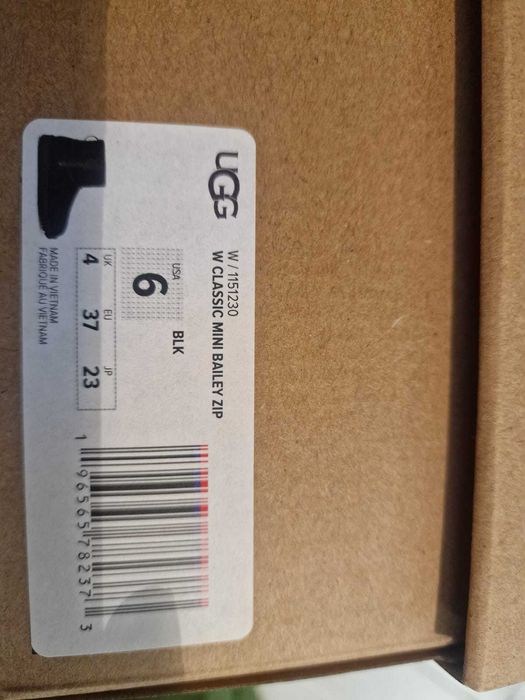 UGG
W / 1151230
W CLASSIC MINI BAILEY ZIP
BLK
USA
6
UK EU JP
4 37 23
MADE IN VIETNAM
FABRIQUÉ AU VIETNAM
1 96565 78237 3